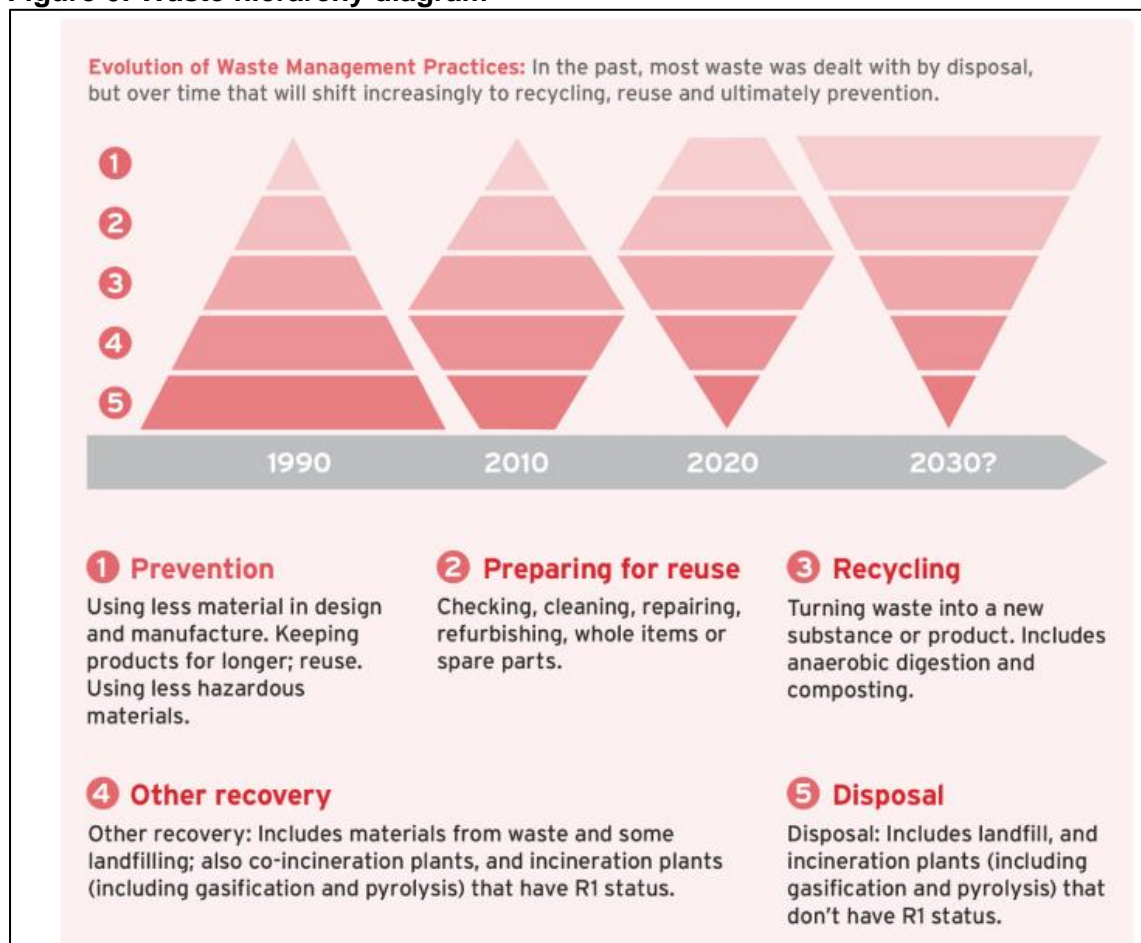 Evolution of Waste Management Practices: In the past, most waste was dealt with by disposal,
but over time that will shift increasingly to recycling, reuse and ultimately prevention.
1
2
3
4
5
1990 2010 2020 2030?
1 Prevention
Using less material in design
and manufacture. Keeping
products for longer; reuse.
Using less hazardous
materials.
2 Preparing for reuse
Checking, cleaning, repairing,
refurbishing, whole items or
spare parts.
3 Recycling
Turning waste into a new
substance or product. Includes
anaerobic digestion and
composting.
4 Other recovery
Other recovery: Includes materials from waste and some
landfilling; also co-incineration plants, and incineration plants
(including gasification and pyrolysis) that have R1 status.
5 Disposal
Disposal: Includes landfill, and
incineration plants (including
gasification and pyrolysis) that
don't have R1 status.